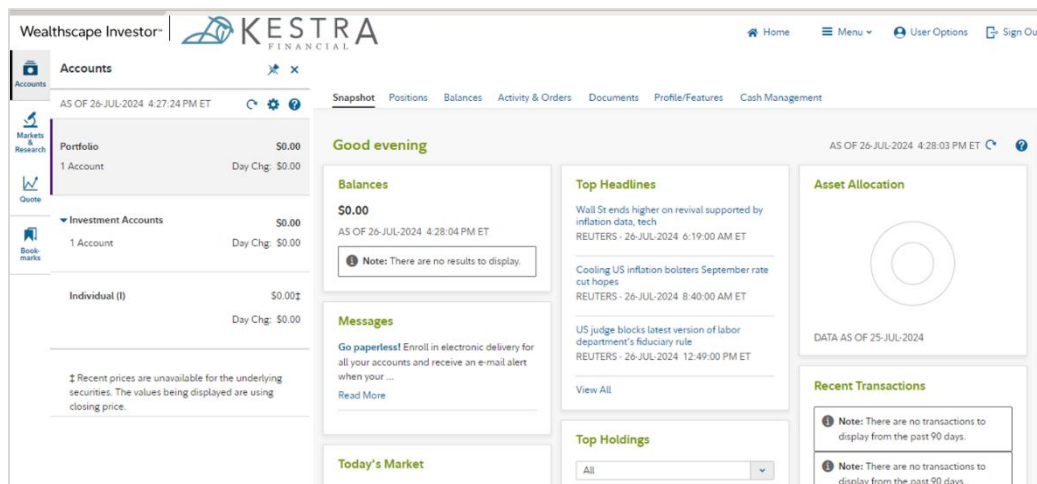 Wealthscape Investor℠
KESTRA
FINANCIAL
Home
Menu
User Options
Sign Ou
Accounts
Markets
&
Research
Quote
Book-
marks
Accounts
AS OF 26-JUL-2024 4:27:24 PM ET
Portfolio $0.00
1 Account Day Chg: $0.00
Investment Accounts $0.00
1 Account Day Chg: $0.00
Individual (I) $0.00‡
Day Chg: $0.00
‡ Recent prices are unavailable for the underlying
securities. The values being displayed are using
closing price.
Snapshot Positions Balances Activity & Orders Documents Profile/Features Cash Management
Good evening
AS OF 26-JUL-2024 4:28:03 PM ET
Balances
$0.00
AS OF 26-JUL-2024 4:28:04 PM ET
Note: There are no results to display.
Messages
Go paperless! Enroll in electronic delivery for
all your accounts and receive an e-mail alert
when your ...
Read More
Today's Market
Top Headlines
Wall St ends higher on revival supported by
inflation data, tech
REUTERS - 26-JUL-2024 6:19:00 AM ET
Cooling US inflation bolsters September rate
cut hopes
REUTERS - 26-JUL-2024 8:40:00 AM ET
US judge blocks latest version of labor
department's fiduciary rule
REUTERS - 26-JUL-2024 12:49:00 PM ET
View All
Top Holdings
All
Asset Allocation
DATA AS OF 25-JUL-2024
Recent Transactions
Note: There are no transactions to
display from the past 90 days.
Note: There are no transactions to
display from the past 90 days.